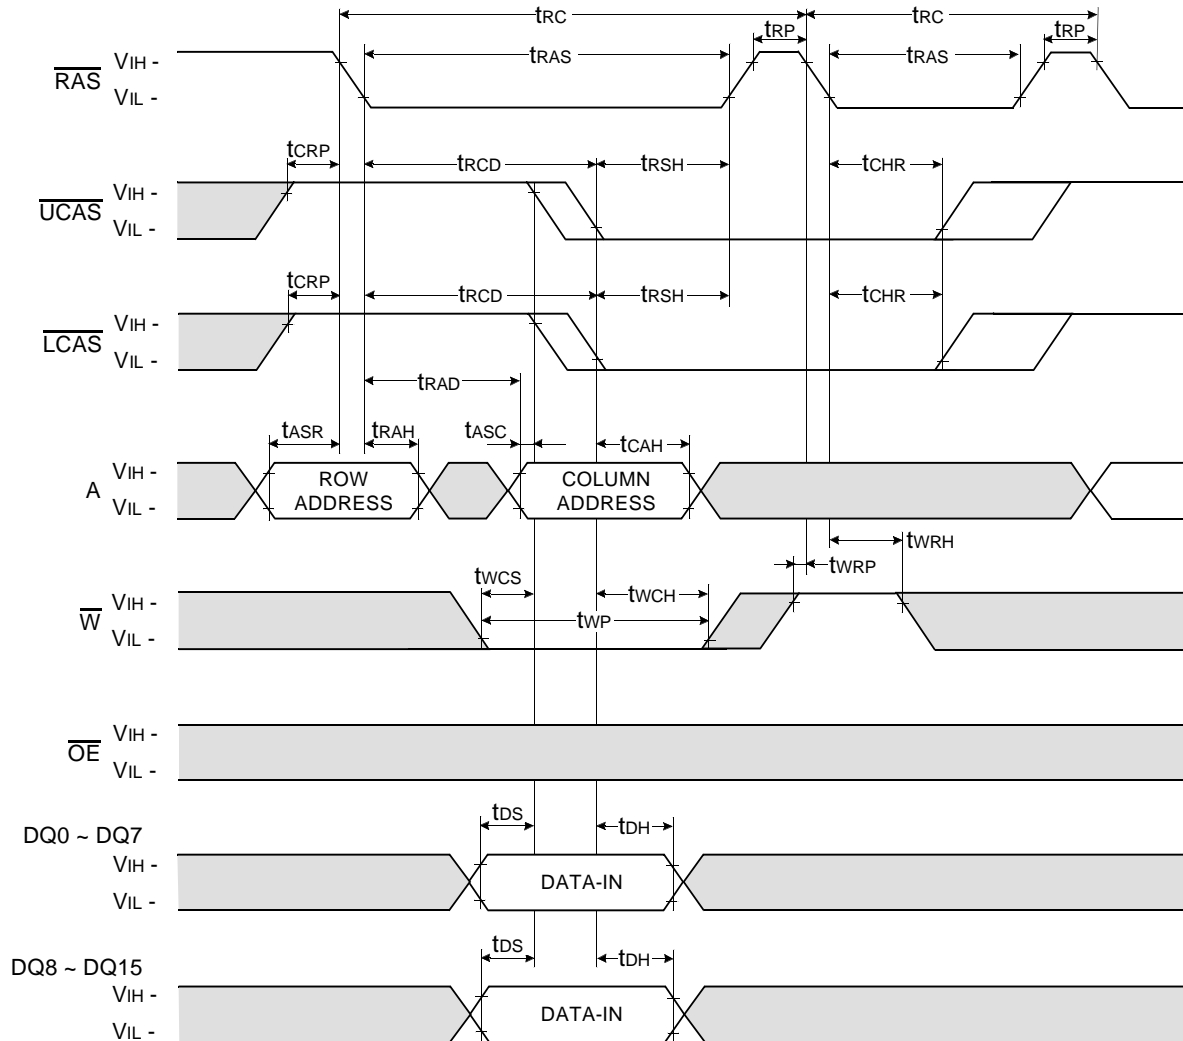 tRC tRC
tRP tRP
RAS VIH - tRAS tRAS
VIL -
tCRP tRCD tRSH tCHR
UCAS VIH -
VIL -
tCRP tRCD tRSH tCHR
LCAS VIH -
VIL -
tRAD
tASR tRAH tASC tCAH
A VIH - ROW ADDRESS COLUMN ADDRESS
VIL -
tWRH
tWRP
tWCS tWCH
W VIH - tWP
VIL -
OE VIH -
VIL -
tDS tDH
DQ0 ~ DQ7
VIH -
DATA-IN
VIL -
tDS tDH
DQ8 ~ DQ15
VIH -
DATA-IN
VIL -